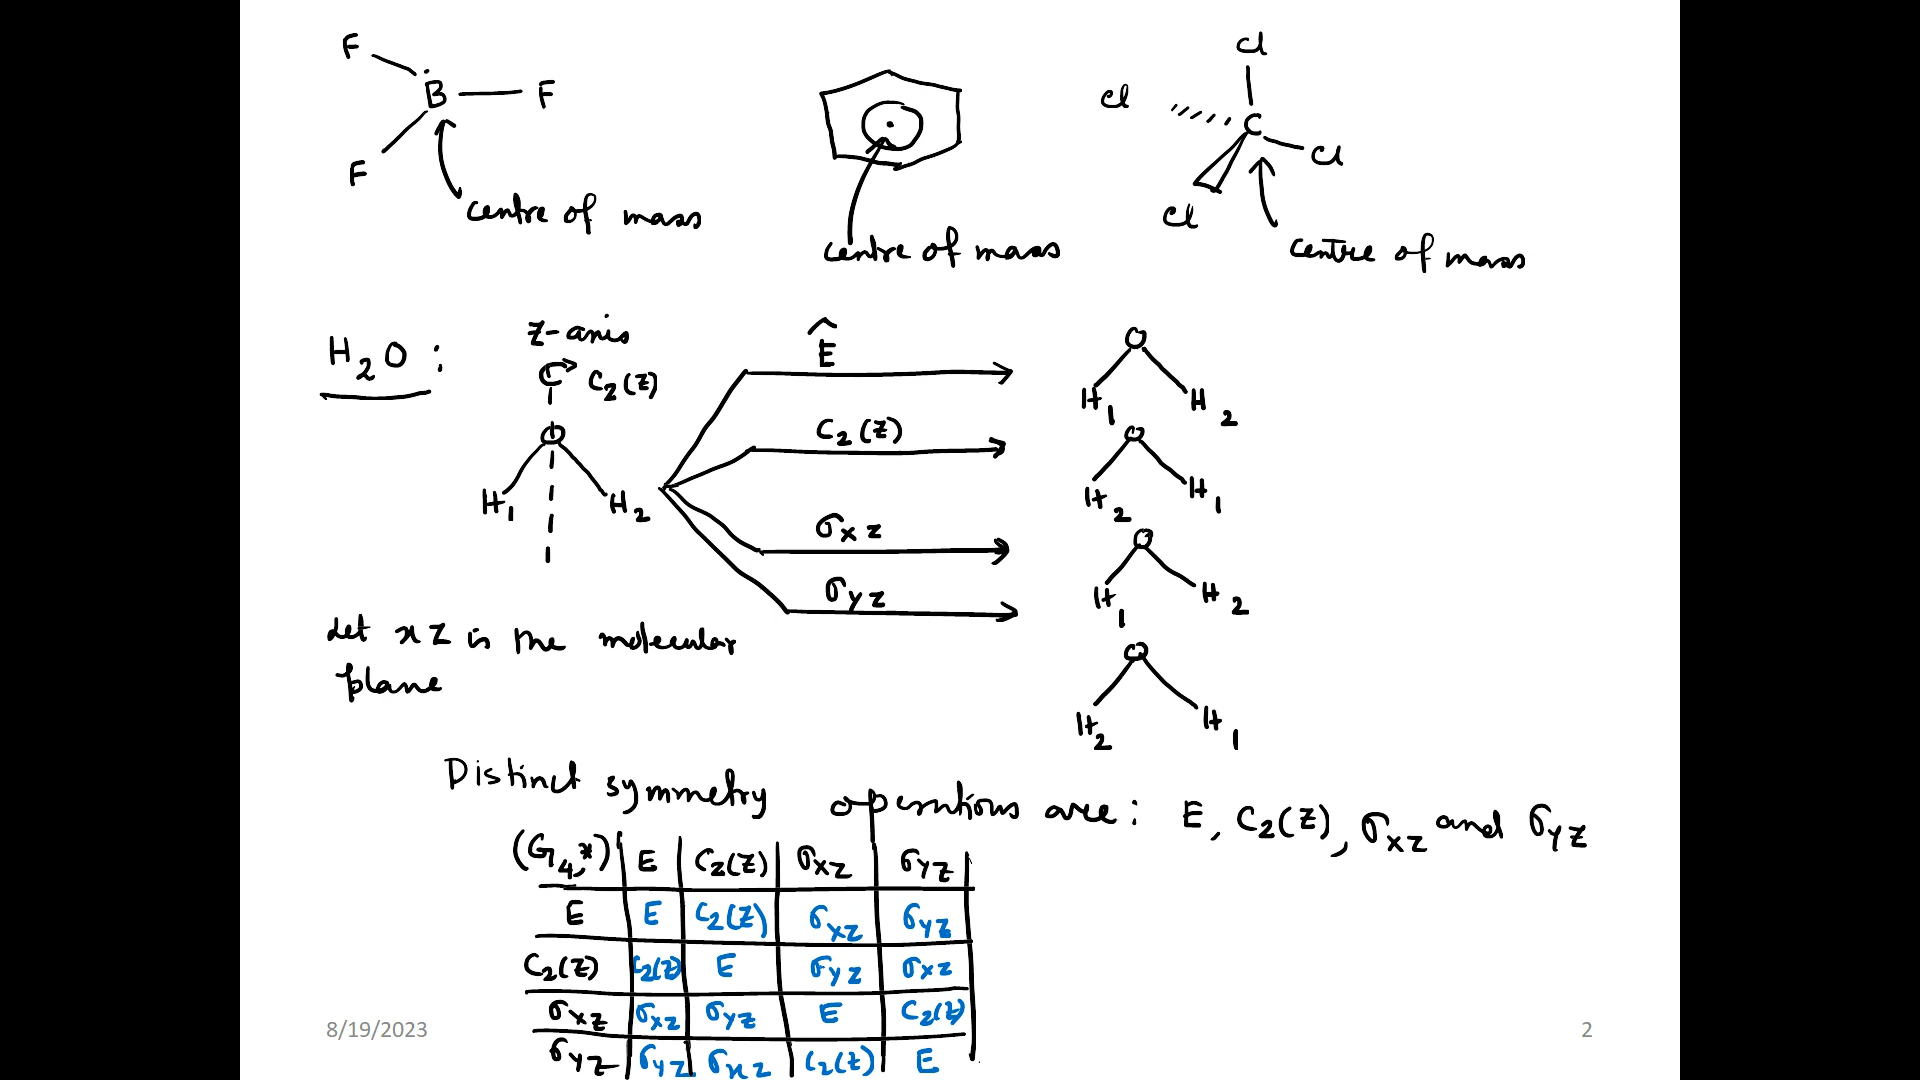 F
B F
F
centre of mass
centre of mass
Cl
Cl C Cl
Cl
centre of mass
H2O :
z-axis
C2(z)
O
H1 H2
Ê
C2(z)
σxz
σyz
O
H1 H2
O
H2 H1
O
H1 H2
O
H2 H1
Let xz is the molecular
plane
Distinct symmetry operations are: E, C2(z), σxz and σyz
(G4,*) E C2(z) σxz σyz
E E C2(z) σxz σyz
C2(z) C2(z) E σyz σxz
σxz σxz σyz E C2(z)
σyz σyz σxz C2(z) E
8/19/2023
2